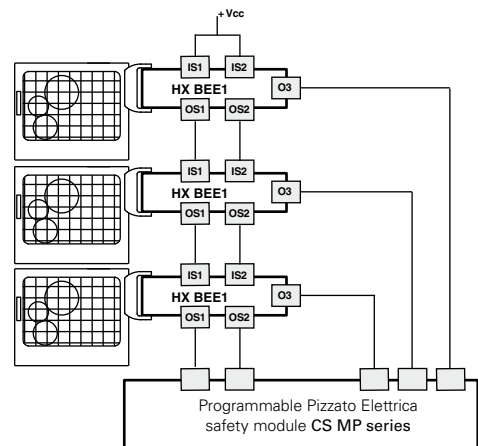 + Vcc
IS1 IS2
HX BEE1 O3
OS1 OS2
IS1 IS2
HX BEE1 O3
OS1 OS2
IS1 IS2
HX BEE1 O3
OS1 OS2
Programmable Pizzato Elettrica
safety module CS MP series